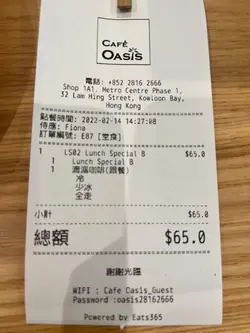 CAFÉ
OASIS
電話: +852 2816 2666
Shop 1A1. Metro Centre Phase 1,
32 Lam Hing Street, Kowloon Bay,
Hong Kong
點餐時間: 2022-02-14 14:27:08
侍應: Fiona
訂單編號: E87 [堂食]
1 LS02 Lunch Special B $65.0
1 Lunch Special B
1 滴漏咖啡(跟餐)
冷
少冰
全走
小計 $65.0
總額 $65.0
謝謝光臨
WIFI : Cafe Oasis_Guest
Password :oasis28162666
Powered by Eats365